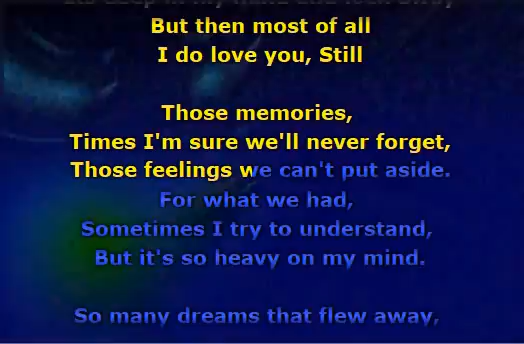 But then most of all
I do love you, Still
Those memories,
Times I'm sure we'll never forget,
Those feelings we can't put aside.
For what we had,
Sometimes I try to understand,
But it's so heavy on my mind.
So many dreams that flew away,